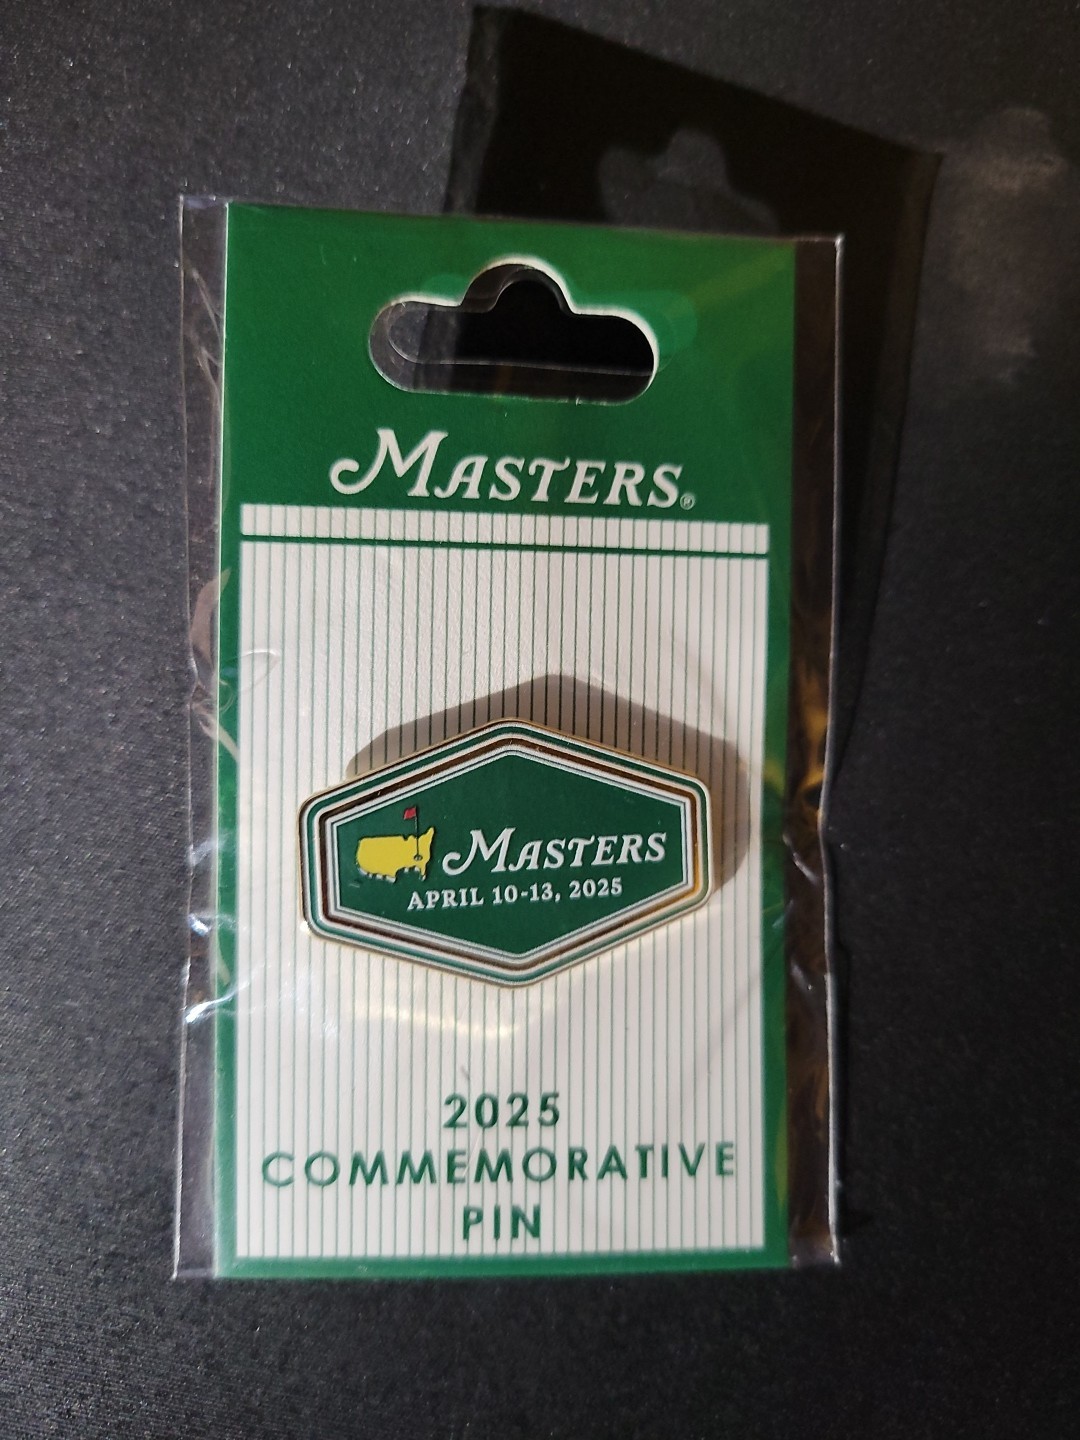 MASTERS®
MASTERS
APRIL 10-13, 2025
2025
COMMEMORATIVE
PIN